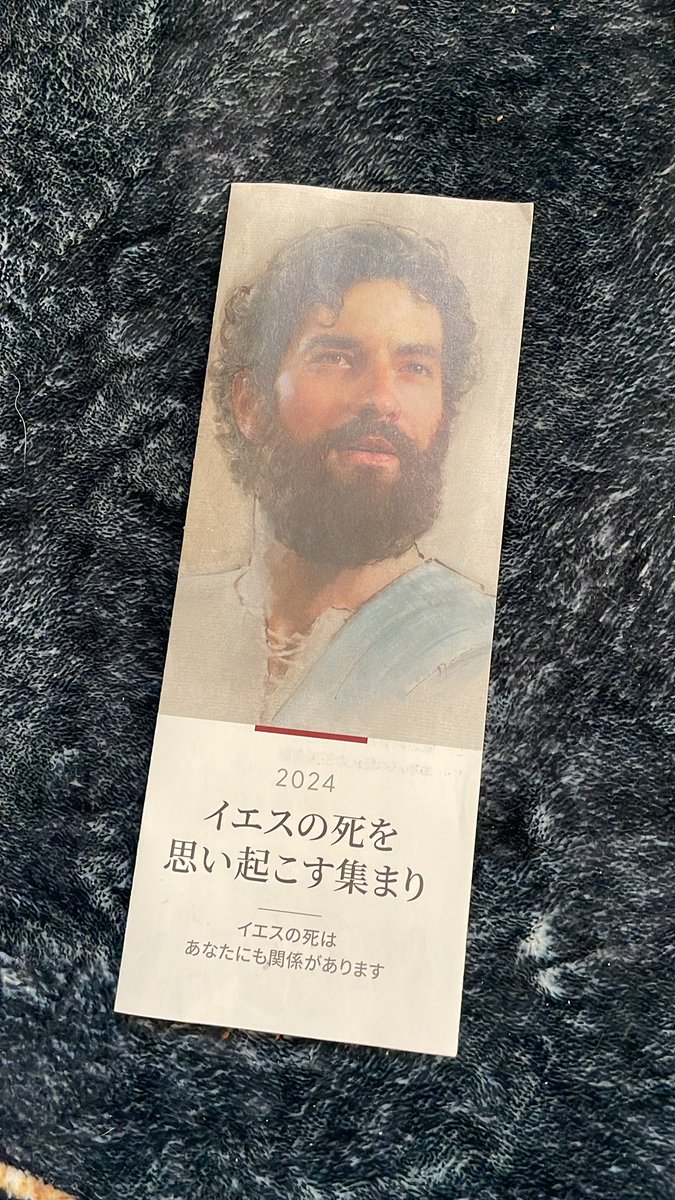 2024
イエスの死を
思い起こす集まり
イエスの死は
あなたにも関係があります